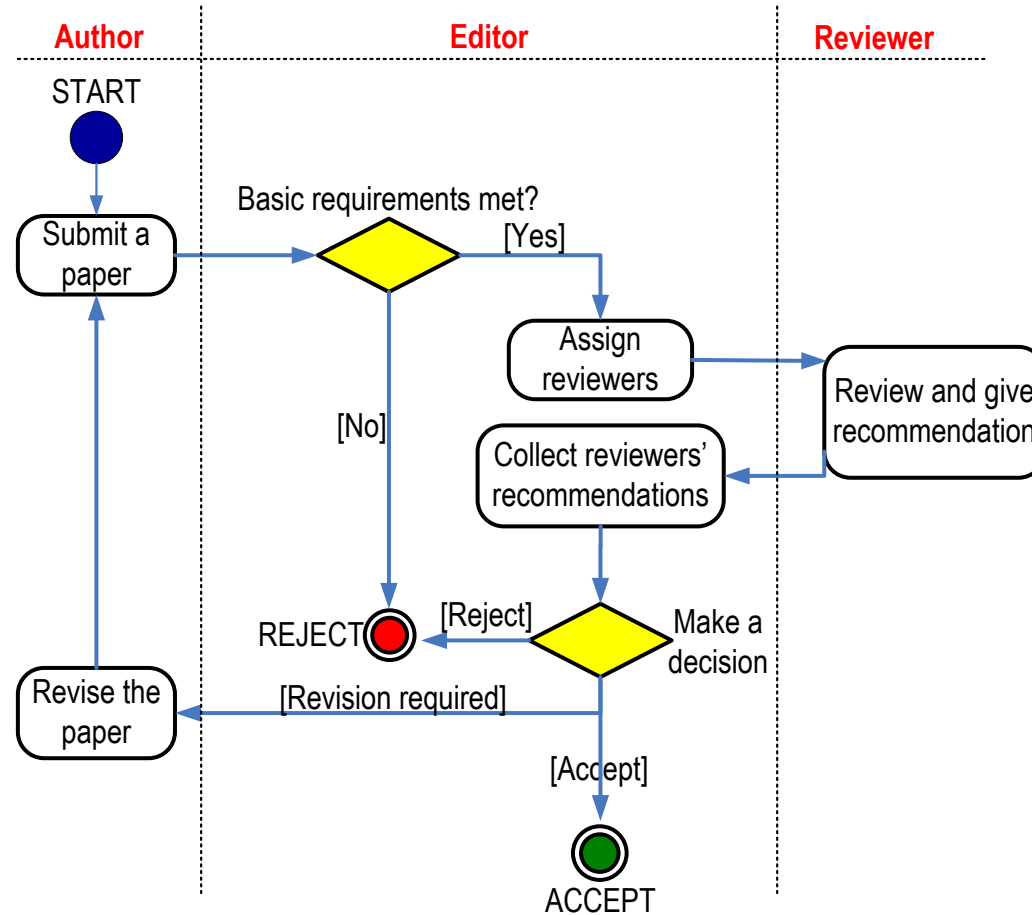 Author
Editor
Reviewer
START
Basic requirements met?
Submit a
paper
[Yes]
Assign
reviewers
Review and give
recommendation
[No]
Collect reviewers’
recommendations
REJECT
[Reject]
Make a
decision
Revise the
paper
[Revision required]
[Accept]
ACCEPT